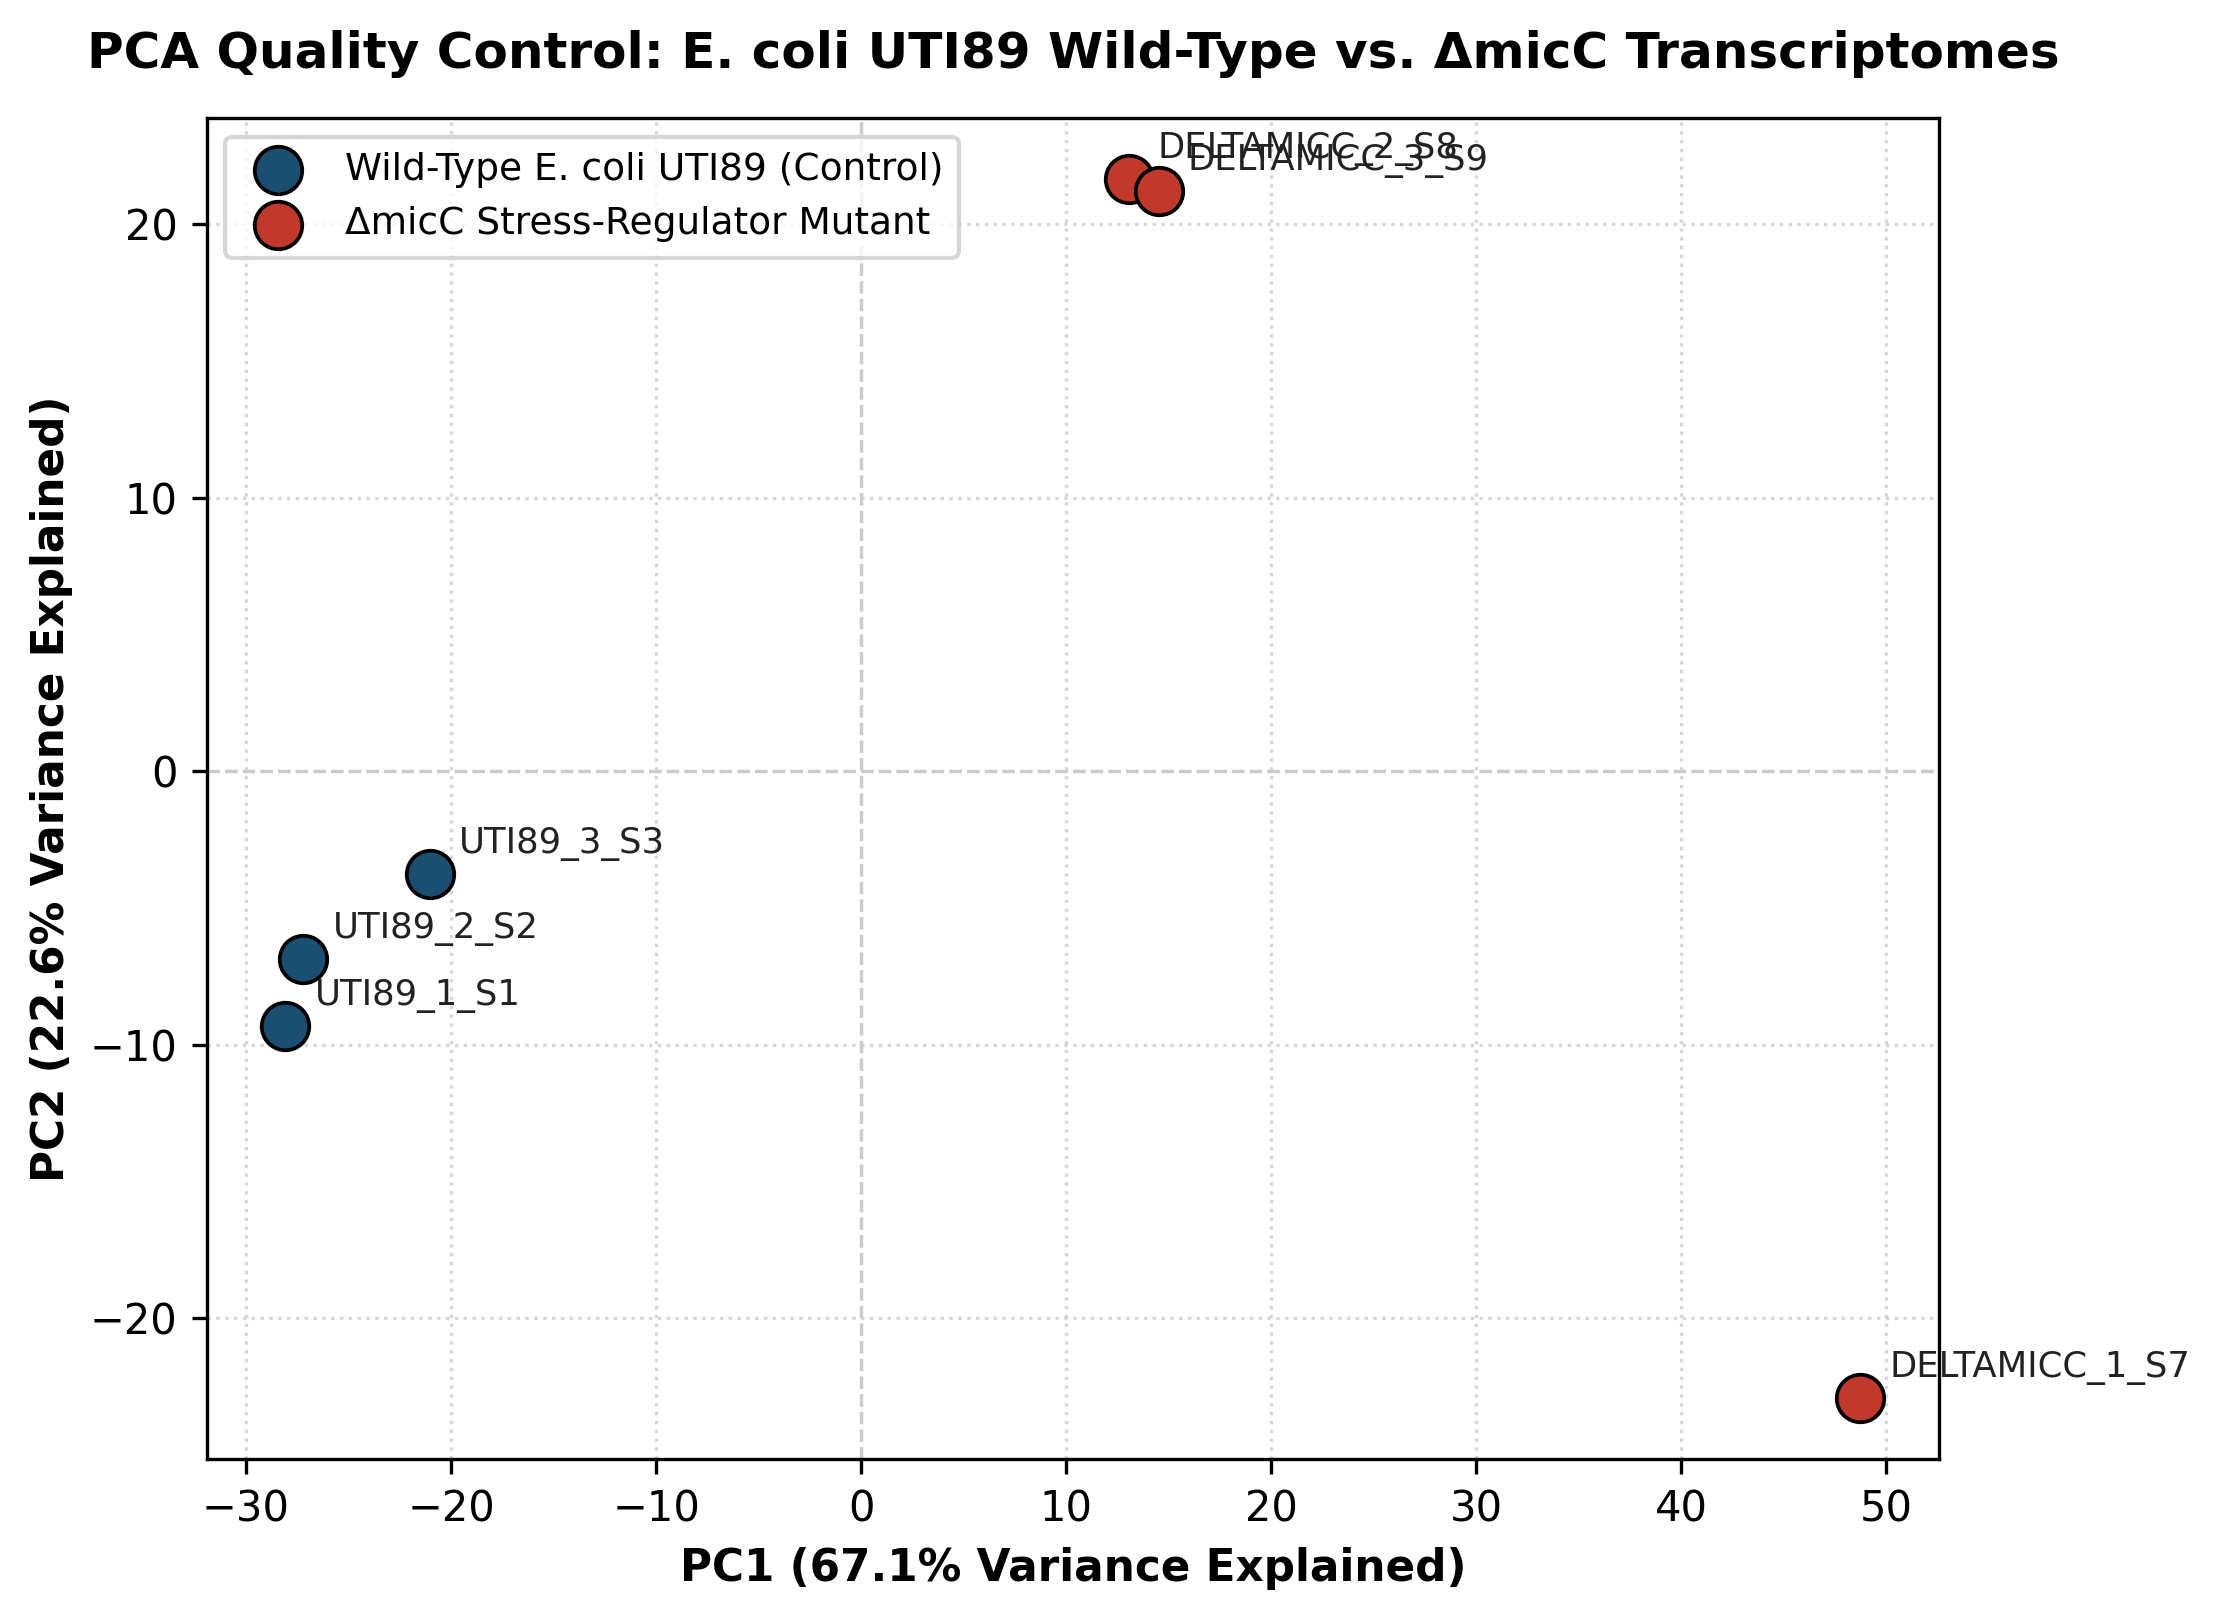 PCA Quality Control: E. coli UTI89 Wild-Type vs. ΔmicC Transcriptomes
Wild-Type E. coli UTI89 (Control)
ΔmicC Stress-Regulator Mutant
DELTAMICC_2_S8
DELTAMICC_3_S9
UTI89_3_S3
UTI89_2_S2
UTI89_1_S1
DELTAMICC_1_S7
PC2 (22.6% Variance Explained)
20
10
0
−10
−20
−30 −20 −10 0 10 20 30 40 50
PC1 (67.1% Variance Explained)